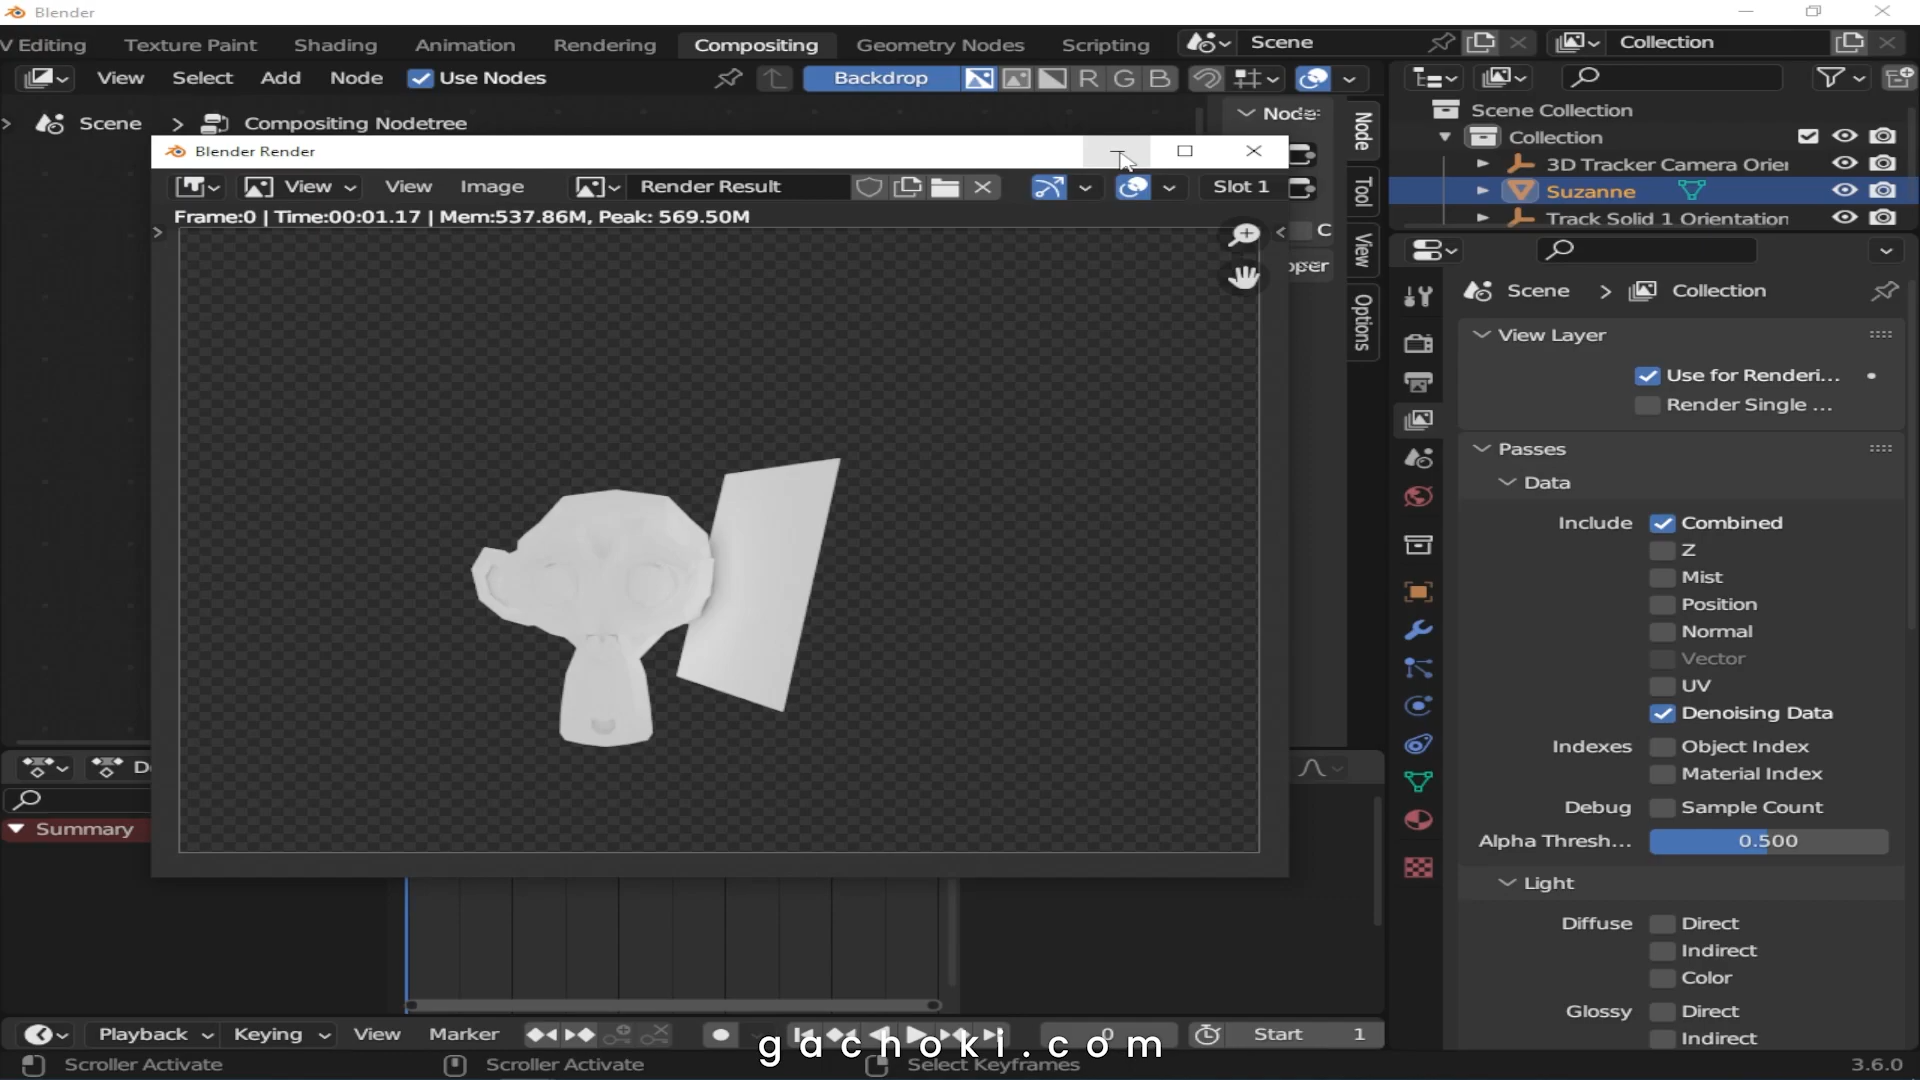 Blender
V Editing Texture Paint Shading Animation Rendering Compositing Geometry Nodes Scripting Scene Collection
View Select Add Node Use Nodes Backdrop R G B
Scene > Compositing Nodetree
Node
Tool
View
Options
Blender Render
View View Image Render Result Slot 1
Frame:0 | Time:00:01.17 | Mem:537.86M, Peak: 569.50M
C
oper
Scene Collection
Collection
3D Tracker Camera Orier
Suzanne
Track Solid 1 Orientation
Scene > Collection
View Layer
Use for Renderi...
Render Single ...
Passes
Data
Include Combined
Z
Mist
Position
Normal
Vector
UV
Denoising Data
Indexes Object Index
Material Index
Debug Sample Count
Alpha Thresh... 0.500
Light
Diffuse Direct
Indirect
Color
Glossy Direct
Indirect
Summary
Playback Keying View Marker 0 Start 1
gachoki.com
Scroller Activate Scroller Activate Select Keyframes 3.6.0